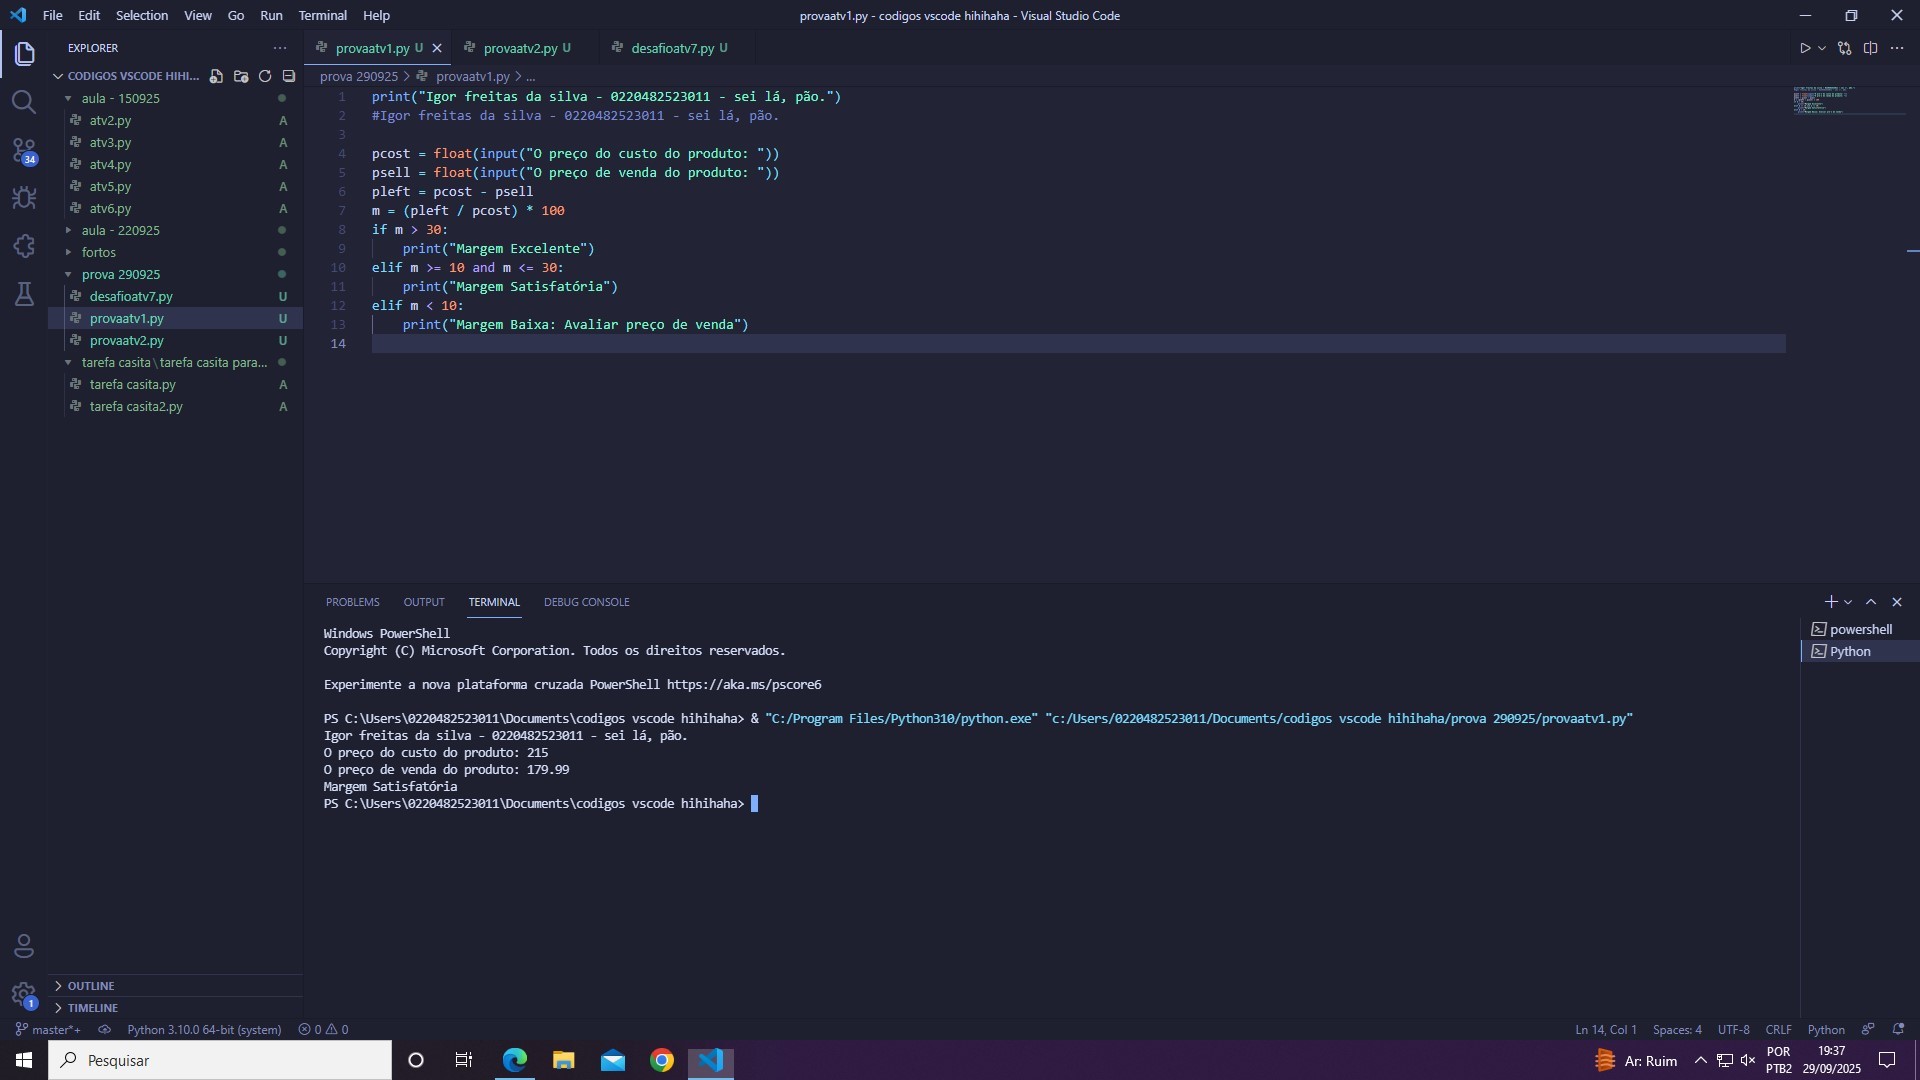 File Edit Selection View Go Run Terminal Help
provaatv1.py - codigos vscode hihihaha - Visual Studio Code
EXPLORER
provaatv1.py U
provaatv2.py U
desafioatv7.py U
CODIGOS VSCODE HIHI...
prova 290925 > provaatv1.py > ...
aula - 150925
atv2.py A
atv3.py A
atv4.py A
atv5.py A
atv6.py A
aula - 220925
fortos
prova 290925
desafioatv7.py U
provaatv1.py U
provaatv2.py U
tarefa casita \ tarefa casita para...
tarefa casita.py A
tarefa casita2.py A
34
1 print("Igor freitas da silva - 0220482523011 - sei lá, pão.")
2 #Igor freitas da silva - 0220482523011 - sei lá, pão.
3
4 pcost = float(input("O preço do custo do produto: "))
5 psell = float(input("O preço de venda do produto: "))
6 pleft = pcost - psell
7 m = (pleft / pcost) * 100
8 if m > 30:
9     print("Margem Excelente")
10 elif m >= 10 and m <= 30:
11     print("Margem Satisfatória")
12 elif m < 10:
13     print("Margem Baixa: Avaliar preço de venda")
14
PROBLEMS OUTPUT TERMINAL DEBUG CONSOLE
powershell
Python
Windows PowerShell
Copyright (C) Microsoft Corporation. Todos os direitos reservados.
Experimente a nova plataforma cruzada PowerShell https://aka.ms/pscore6
PS C:\Users\0220482523011\Documents\codigos vscode hihihaha> & "C:/Program Files/Python310/python.exe" "c:/Users/0220482523011/Documents/codigos vscode hihihaha/prova 290925/provaatv1.py"
Igor freitas da silva - 0220482523011 - sei lá, pão.
O preço do custo do produto: 215
O preço de venda do produto: 179.99
Margem Satisfatória
PS C:\Users\0220482523011\Documents\codigos vscode hihihaha>
OUTLINE
1
TIMELINE
master*+ Python 3.10.0 64-bit (system) 0 0
Ln 14, Col 1 Spaces: 4 UTF-8 CRLF Python
Pesquisar
Ar: Ruim
POR
PTB2
19:37
29/09/2025